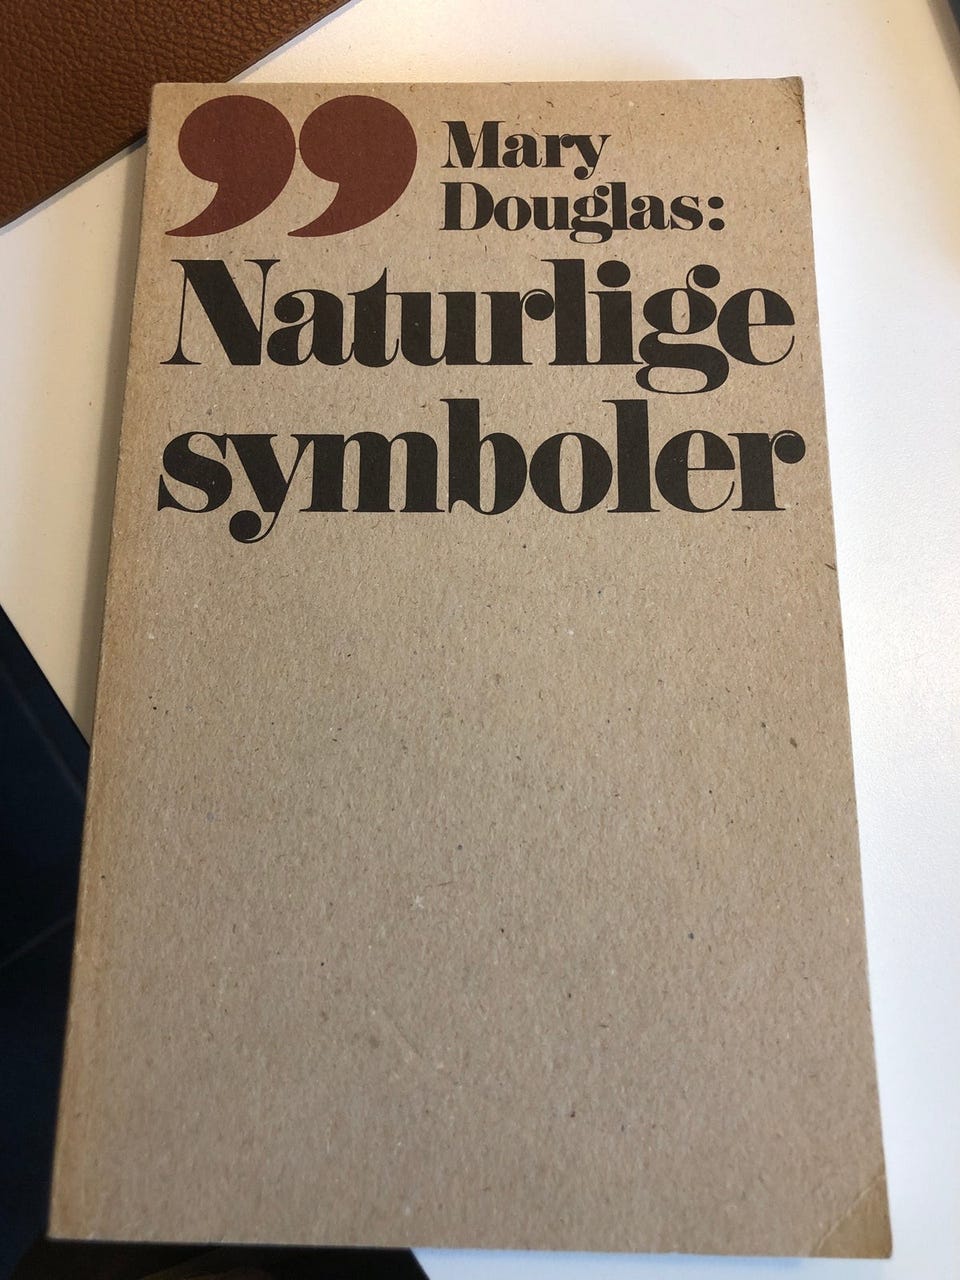 ”
Mary
Douglas:
Naturlige
symboler